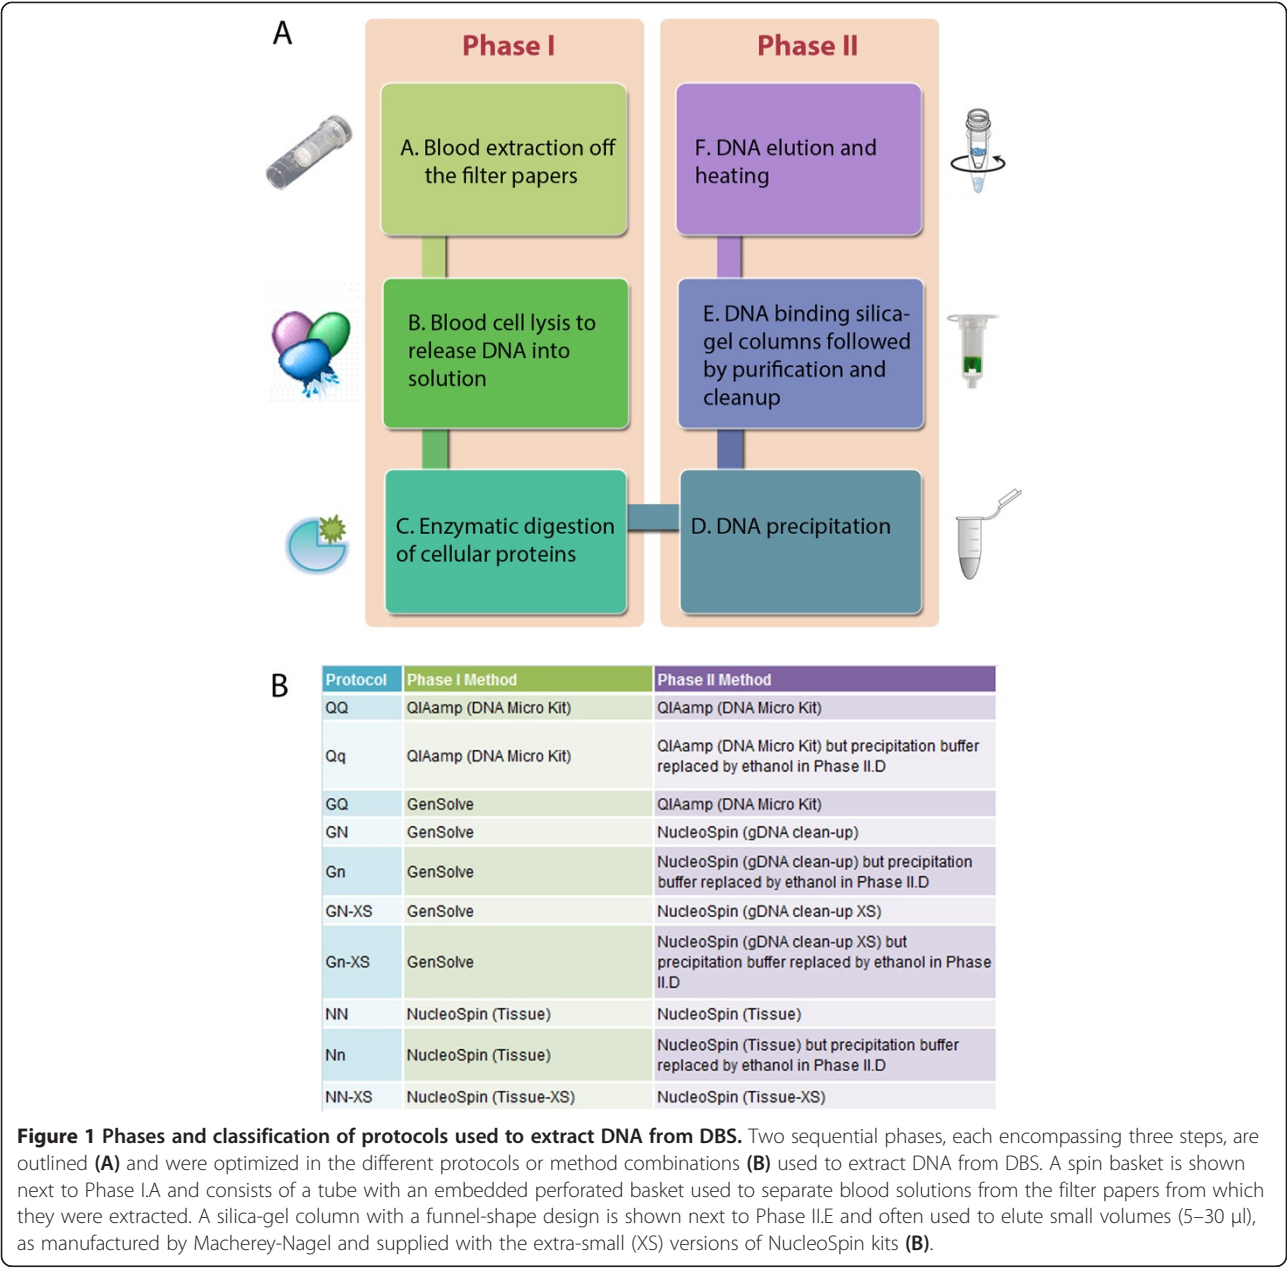 A
Phase I
Phase II
A. Blood extraction off
the filter papers
B. Blood cell lysis to
release DNA into
solution
C. Enzymatic digestion
of cellular proteins
F. DNA elution and
heating
E. DNA binding silica-
gel columns followed
by purification and
cleanup
D. DNA precipitation
B
Protocol Phase I Method Phase II Method
QQ QIAamp (DNA Micro Kit) QIAamp (DNA Micro Kit)
Qq QIAamp (DNA Micro Kit) QIAamp (DNA Micro Kit) but precipitation buffer
replaced by ethanol in Phase II.D
GQ GenSolve QIAamp (DNA Micro Kit)
GN GenSolve NucleoSpin (gDNA clean-up)
Gn GenSolve NucleoSpin (gDNA clean-up) but precipitation
buffer replaced by ethanol in Phase II.D
GN-XS GenSolve NucleoSpin (gDNA clean-up XS)
Gn-XS GenSolve NucleoSpin (gDNA clean-up XS) but
precipitation buffer replaced by ethanol in Phase
II.D
NN NucleoSpin (Tissue) NucleoSpin (Tissue)
Nn NucleoSpin (Tissue) NucleoSpin (Tissue) but precipitation buffer
replaced by ethanol in Phase II.D
NN-XS NucleoSpin (Tissue-XS) NucleoSpin (Tissue-XS)
Figure 1 Phases and classification of protocols used to extract DNA from DBS. Two sequential phases, each encompassing three steps, are
outlined (A) and were optimized in the different protocols or method combinations (B) used to extract DNA from DBS. A spin basket is shown
next to Phase I.A and consists of a tube with an embedded perforated basket used to separate blood solutions from the filter papers from which
they were extracted. A silica-gel column with a funnel-shape design is shown next to Phase II.E and often used to elute small volumes (5–30 μl),
as manufactured by Macherey-Nagel and supplied with the extra-small (XS) versions of NucleoSpin kits (B).